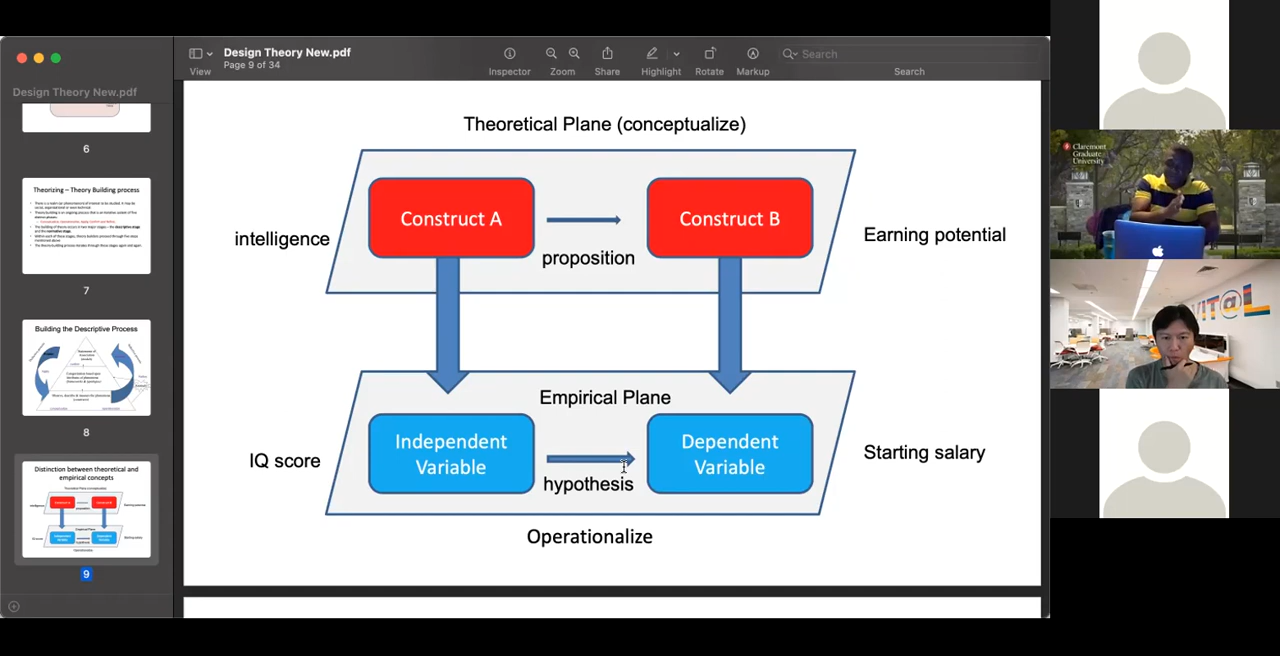 Design Theory New.pdf
Page 9 of 34
View
Inspector
Zoom
Share
Highlight
Rotate
Markup
Search
Search
Design Theory New.pdf
6
Theorizing – Theory Building process
7
Building the Descriptive Process
8
Distinction between theoretical and
empirical concepts
9
Theoretical Plane (conceptualize)
Construct A
Construct B
intelligence
proposition
Earning potential
Empirical Plane
Independent
Variable
Dependent
Variable
IQ score
hypothesis
Starting salary
Operationalize
Claremont
Graduate
University
VIT@L